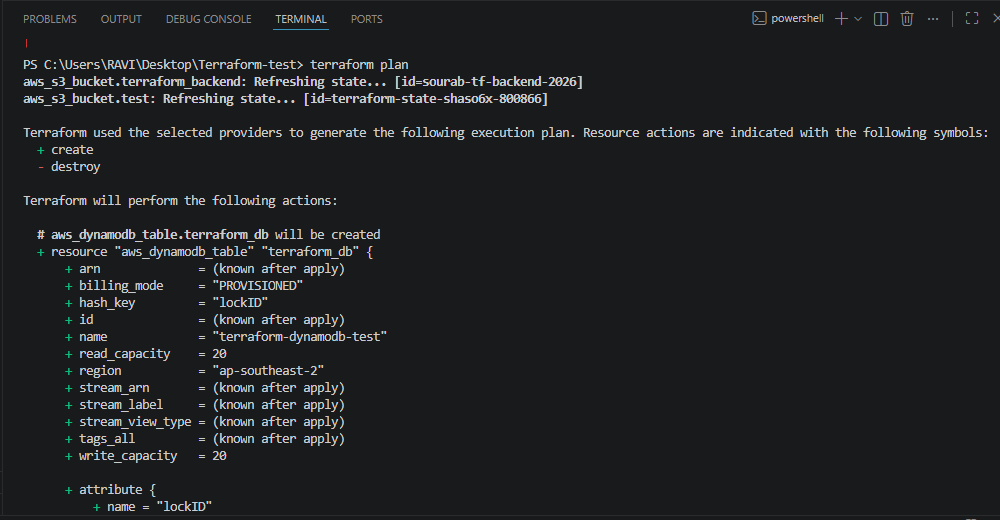 PROBLEMS OUTPUT DEBUG CONSOLE TERMINAL PORTS powershell
PS C:\Users\RAVI\Desktop\Terraform-test> terraform plan
aws_s3_bucket.terraform_backend: Refreshing state... [id=sourab-tf-backend-2026]
aws_s3_bucket.test: Refreshing state... [id=terraform-state-shaso6x-800866]
Terraform used the selected providers to generate the following execution plan. Resource actions are indicated with the following symbols:
+ create
- destroy
Terraform will perform the following actions:
# aws_dynamodb_table.terraform_db will be created
+ resource "aws_dynamodb_table" "terraform_db" {
+ arn = (known after apply)
+ billing_mode = "PROVISIONED"
+ hash_key = "lockID"
+ id = (known after apply)
+ name = "terraform-dynamodb-test"
+ read_capacity = 20
+ region = "ap-southeast-2"
+ stream_arn = (known after apply)
+ stream_label = (known after apply)
+ stream_view_type = (known after apply)
+ tags_all = (known after apply)
+ write_capacity = 20
+ attribute {
+ name = "lockID"